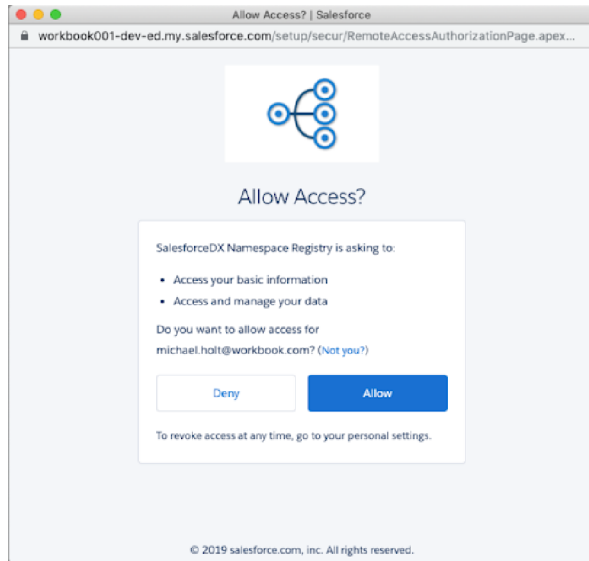 Allow Access? | Salesforce
workbook001-dev-ed.my.salesforce.com/setup/secur/RemoteAccessAuthorizationPage.apex...
Allow Access?
SalesforceDX Namespace Registry is asking to:
• Access your basic information
• Access and manage your data
Do you want to allow access for
michael.holt@workbook.com? (Not you?)
Deny Allow
To revoke access at any time, go to your personal settings.
© 2019 salesforce.com, inc. All rights reserved.